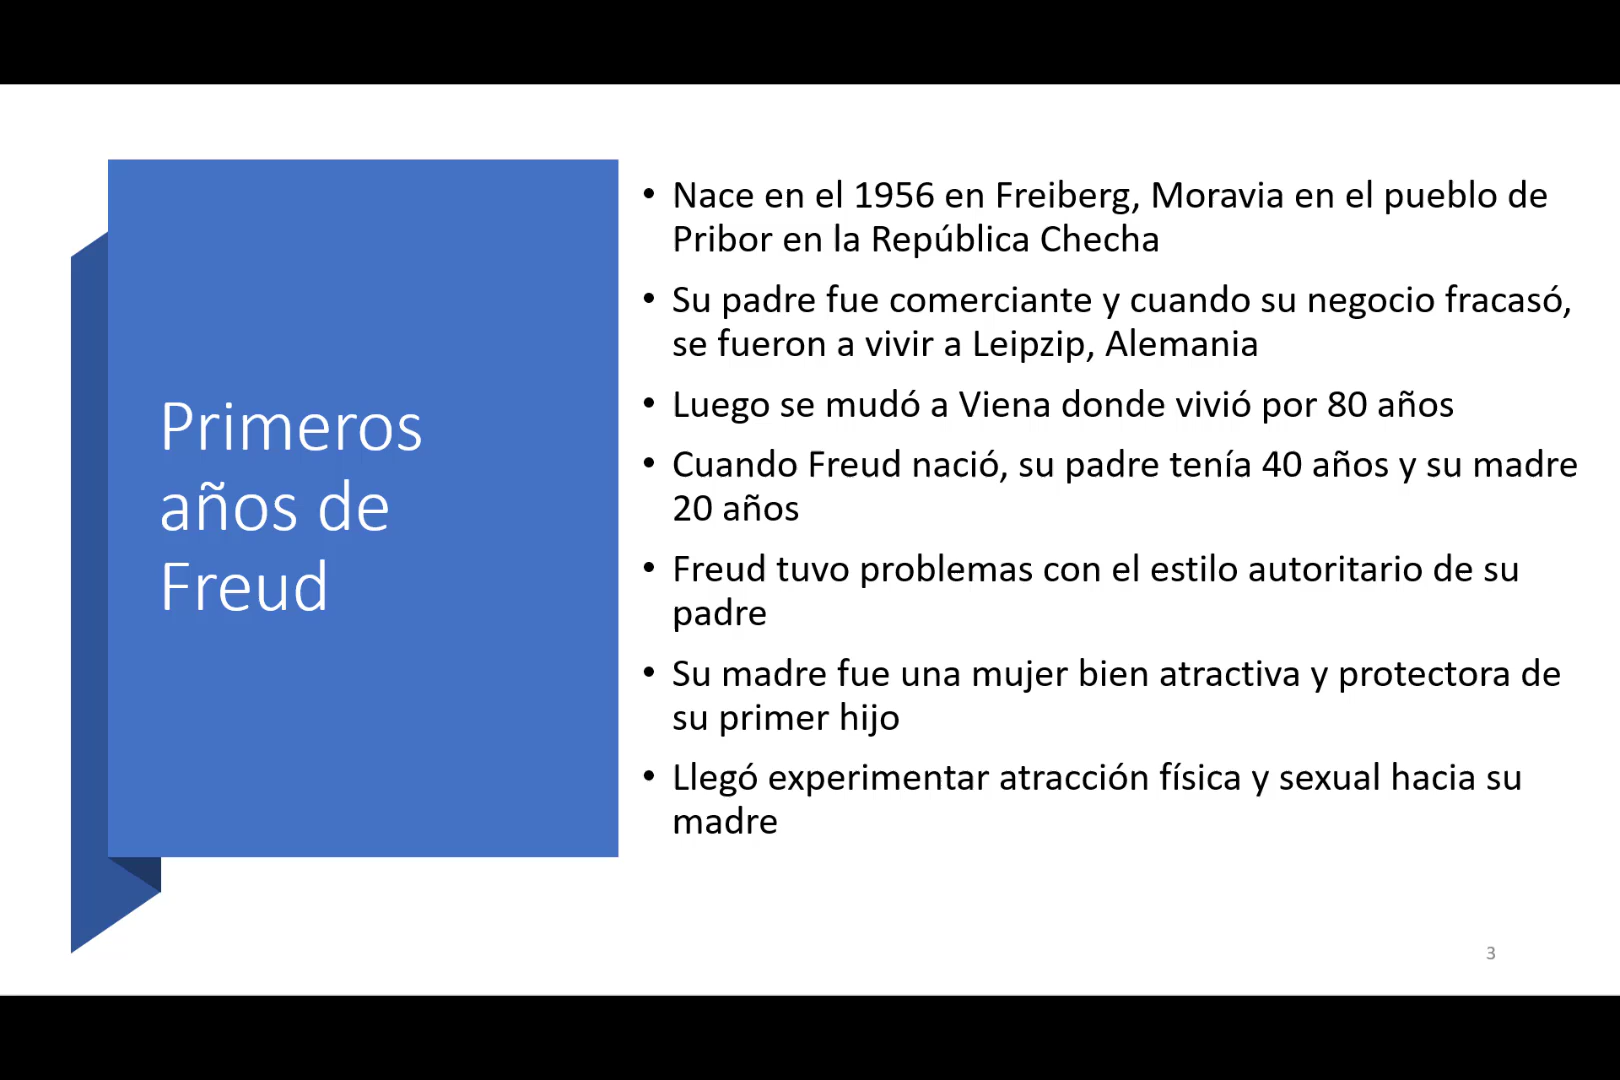 Primeros
años de
Freud
• Nace en el 1956 en Freiberg, Moravia en el pueblo de
Pribor en la República Checha
• Su padre fue comerciante y cuando su negocio fracasó,
se fueron a vivir a Leipzip, Alemania
• Luego se mudó a Viena donde vivió por 80 años
• Cuando Freud nació, su padre tenía 40 años y su madre
20 años
• Freud tuvo problemas con el estilo autoritario de su
padre
• Su madre fue una mujer bien atractiva y protectora de
su primer hijo
• Llegó experimentar atracción física y sexual hacia su
madre
3